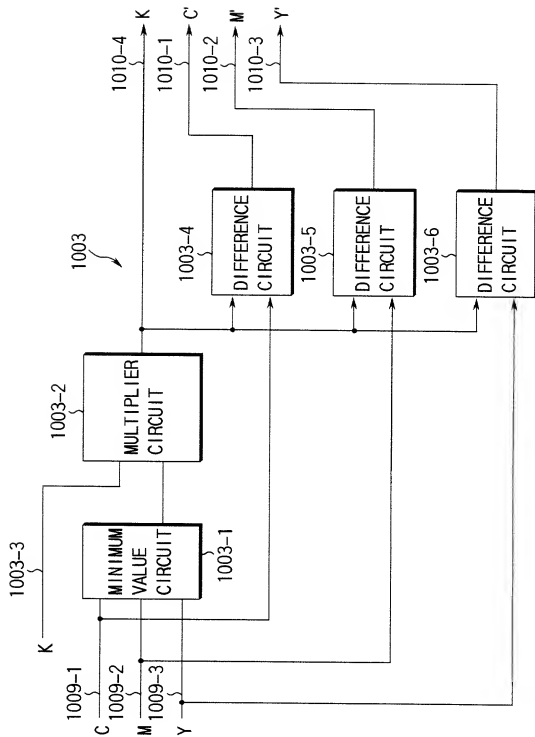 1003
K
1003-3
C
1009-1
M
1009-2
Y
1009-3
MINIMUM
VALUE
CIRCUIT
1003-1
1003-2
MULTIPLIER
CIRCUIT
1003-4
DIFFERENCE
CIRCUIT
1003-5
DIFFERENCE
CIRCUIT
1003-6
DIFFERENCE
CIRCUIT
1010-4
K
1010-1
C'
1010-2
M'
1010-3
Y'